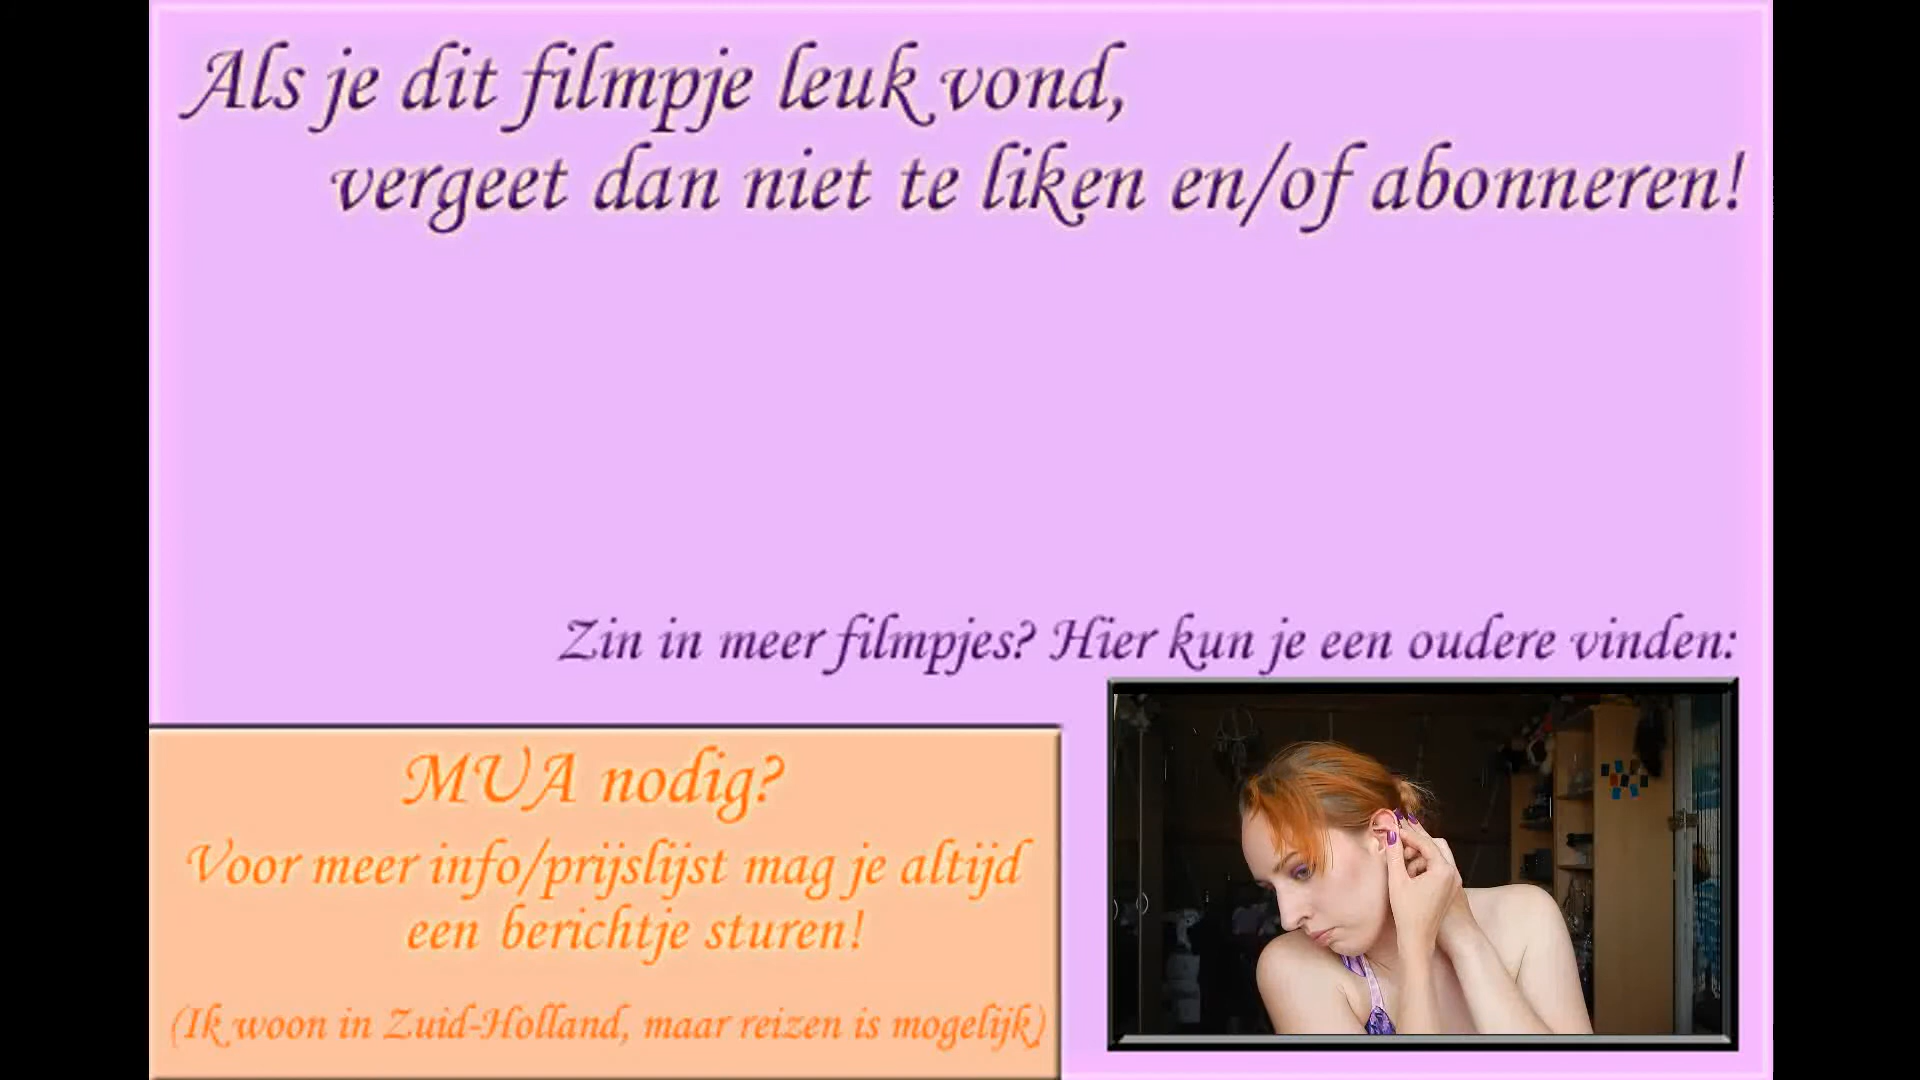 Als je dit filmpje leuk vond,
vergeet dan niet te liken en/of abonneren!
Zin in meer filmpjes? Hier kun je een oudere vinden:
MUA nodig?
Voor meer info/prijslijst mag je altijd
een berichtje sturen!
(Ik woon in Zuid-Holland, maar reizen is mogelijk)